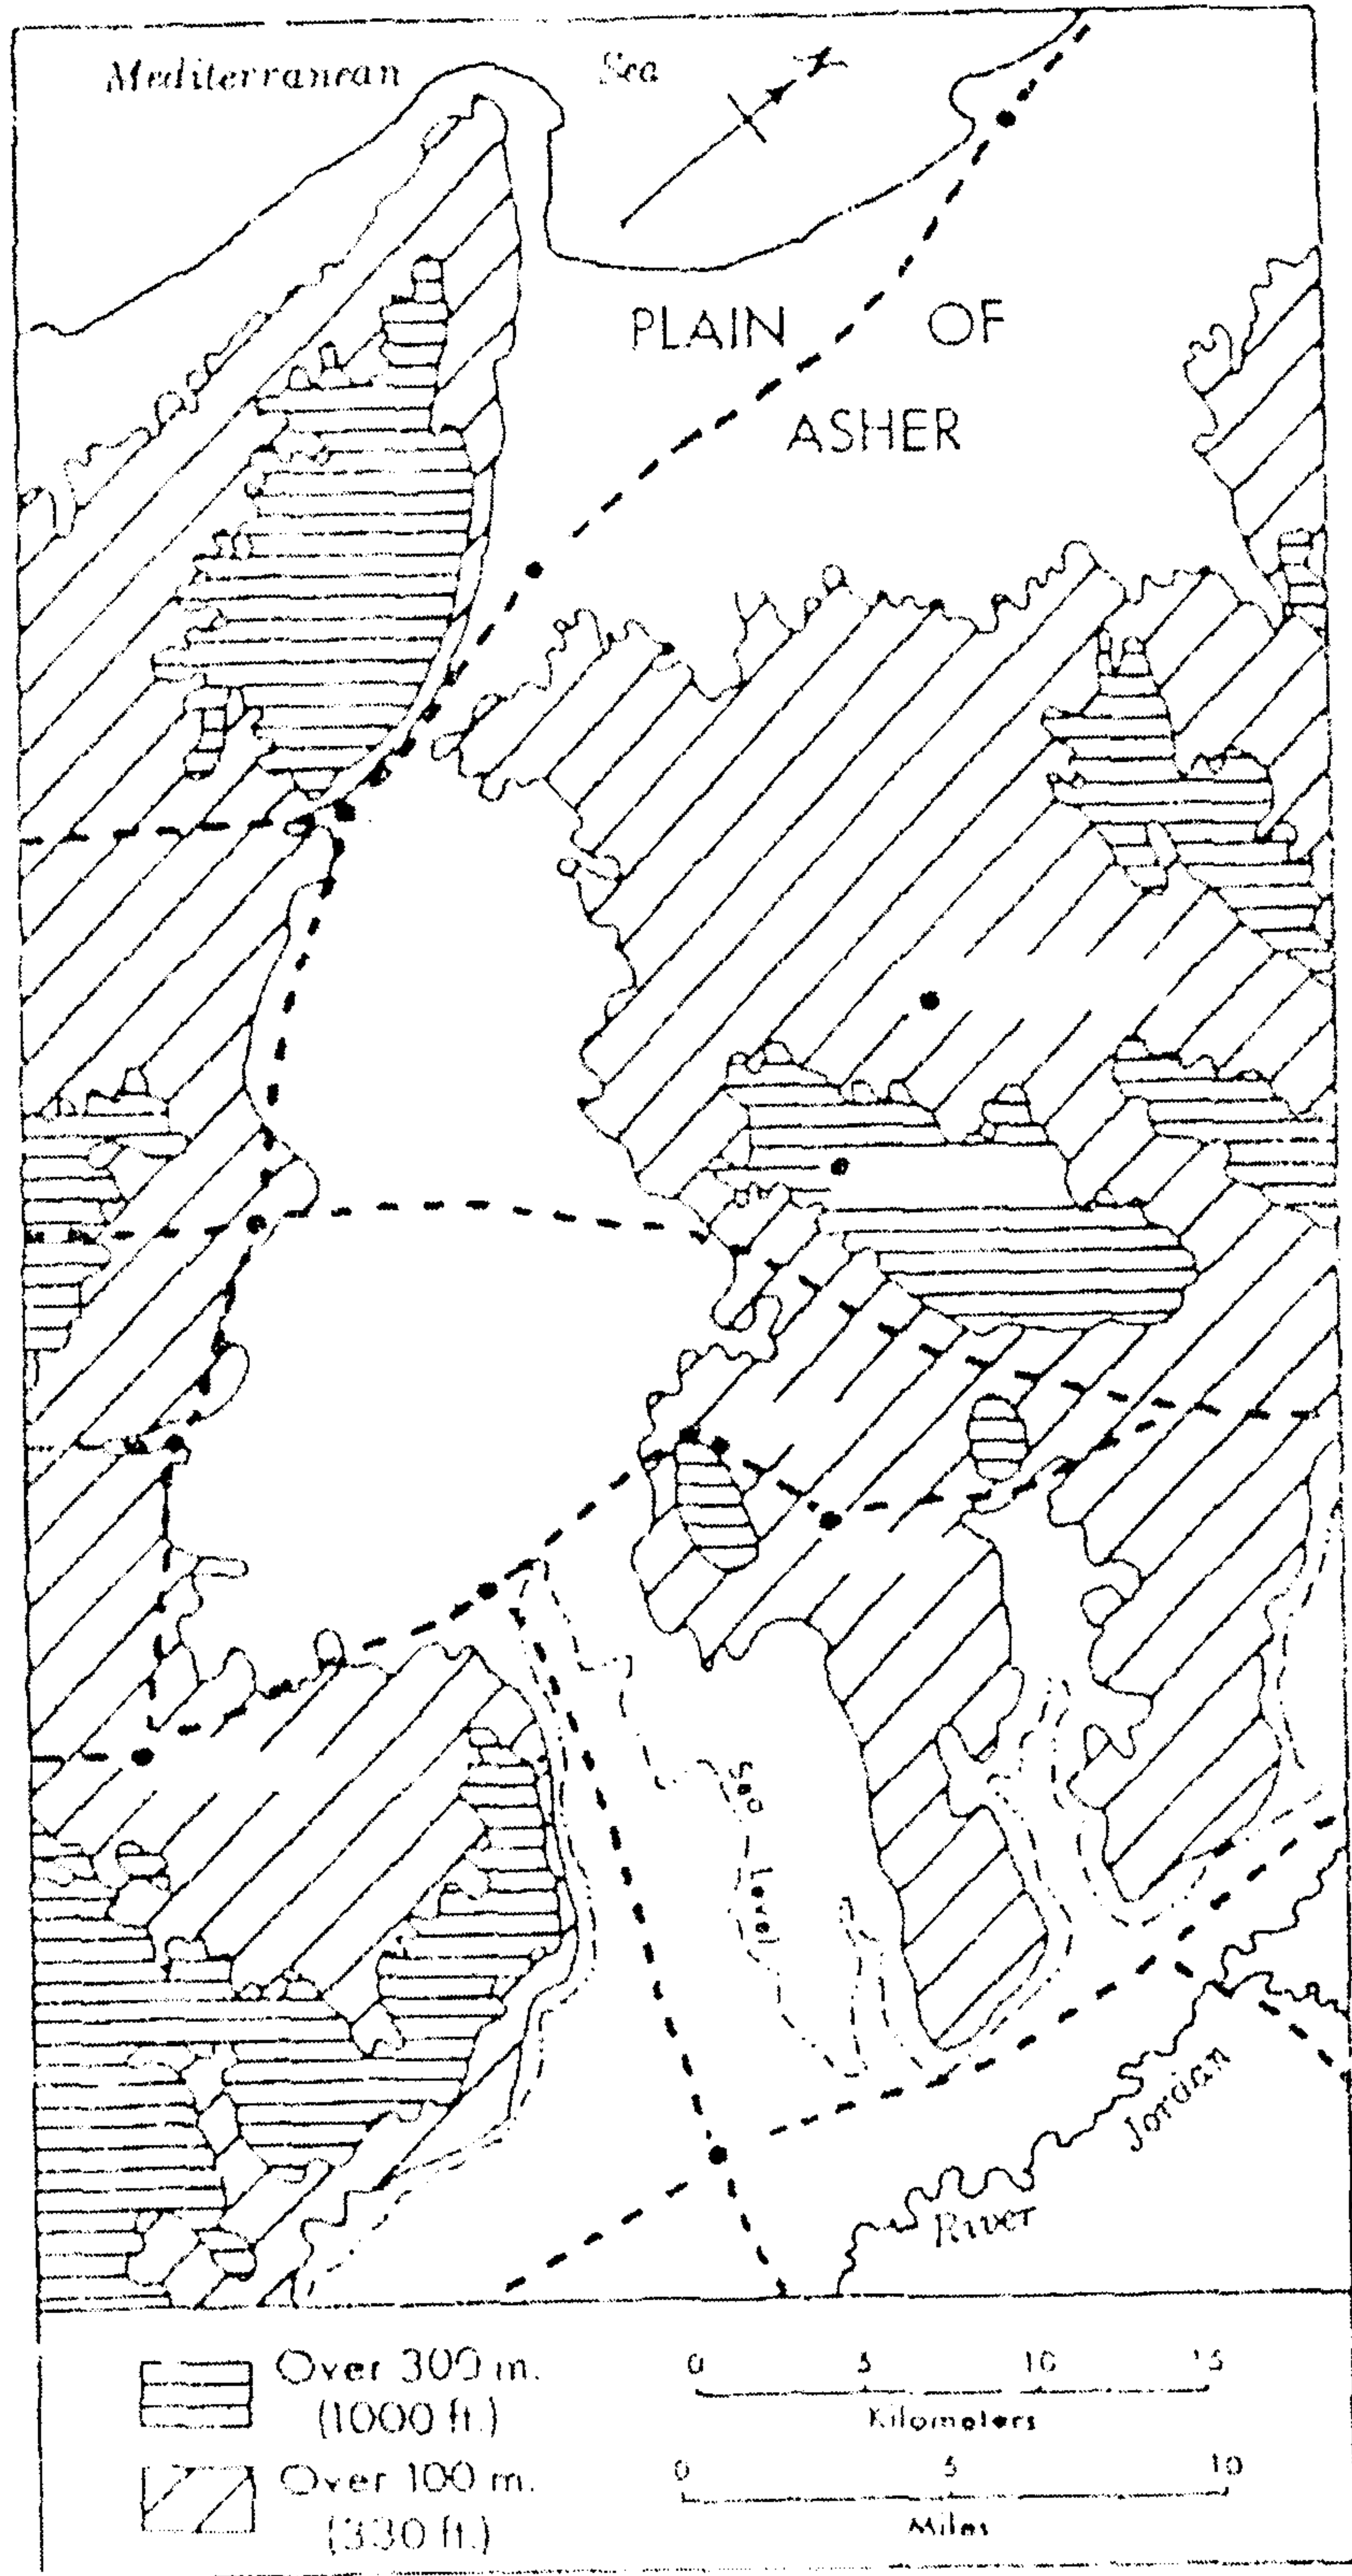 Mediterranean Sea
PLAIN OF
ASHER
Sea
Level
Jordan
River
Over 300 m.
(1000 ft.)
0 5 10 15
Kilometers
Over 100 m.
(330 ft.)
0 5 10
Miles